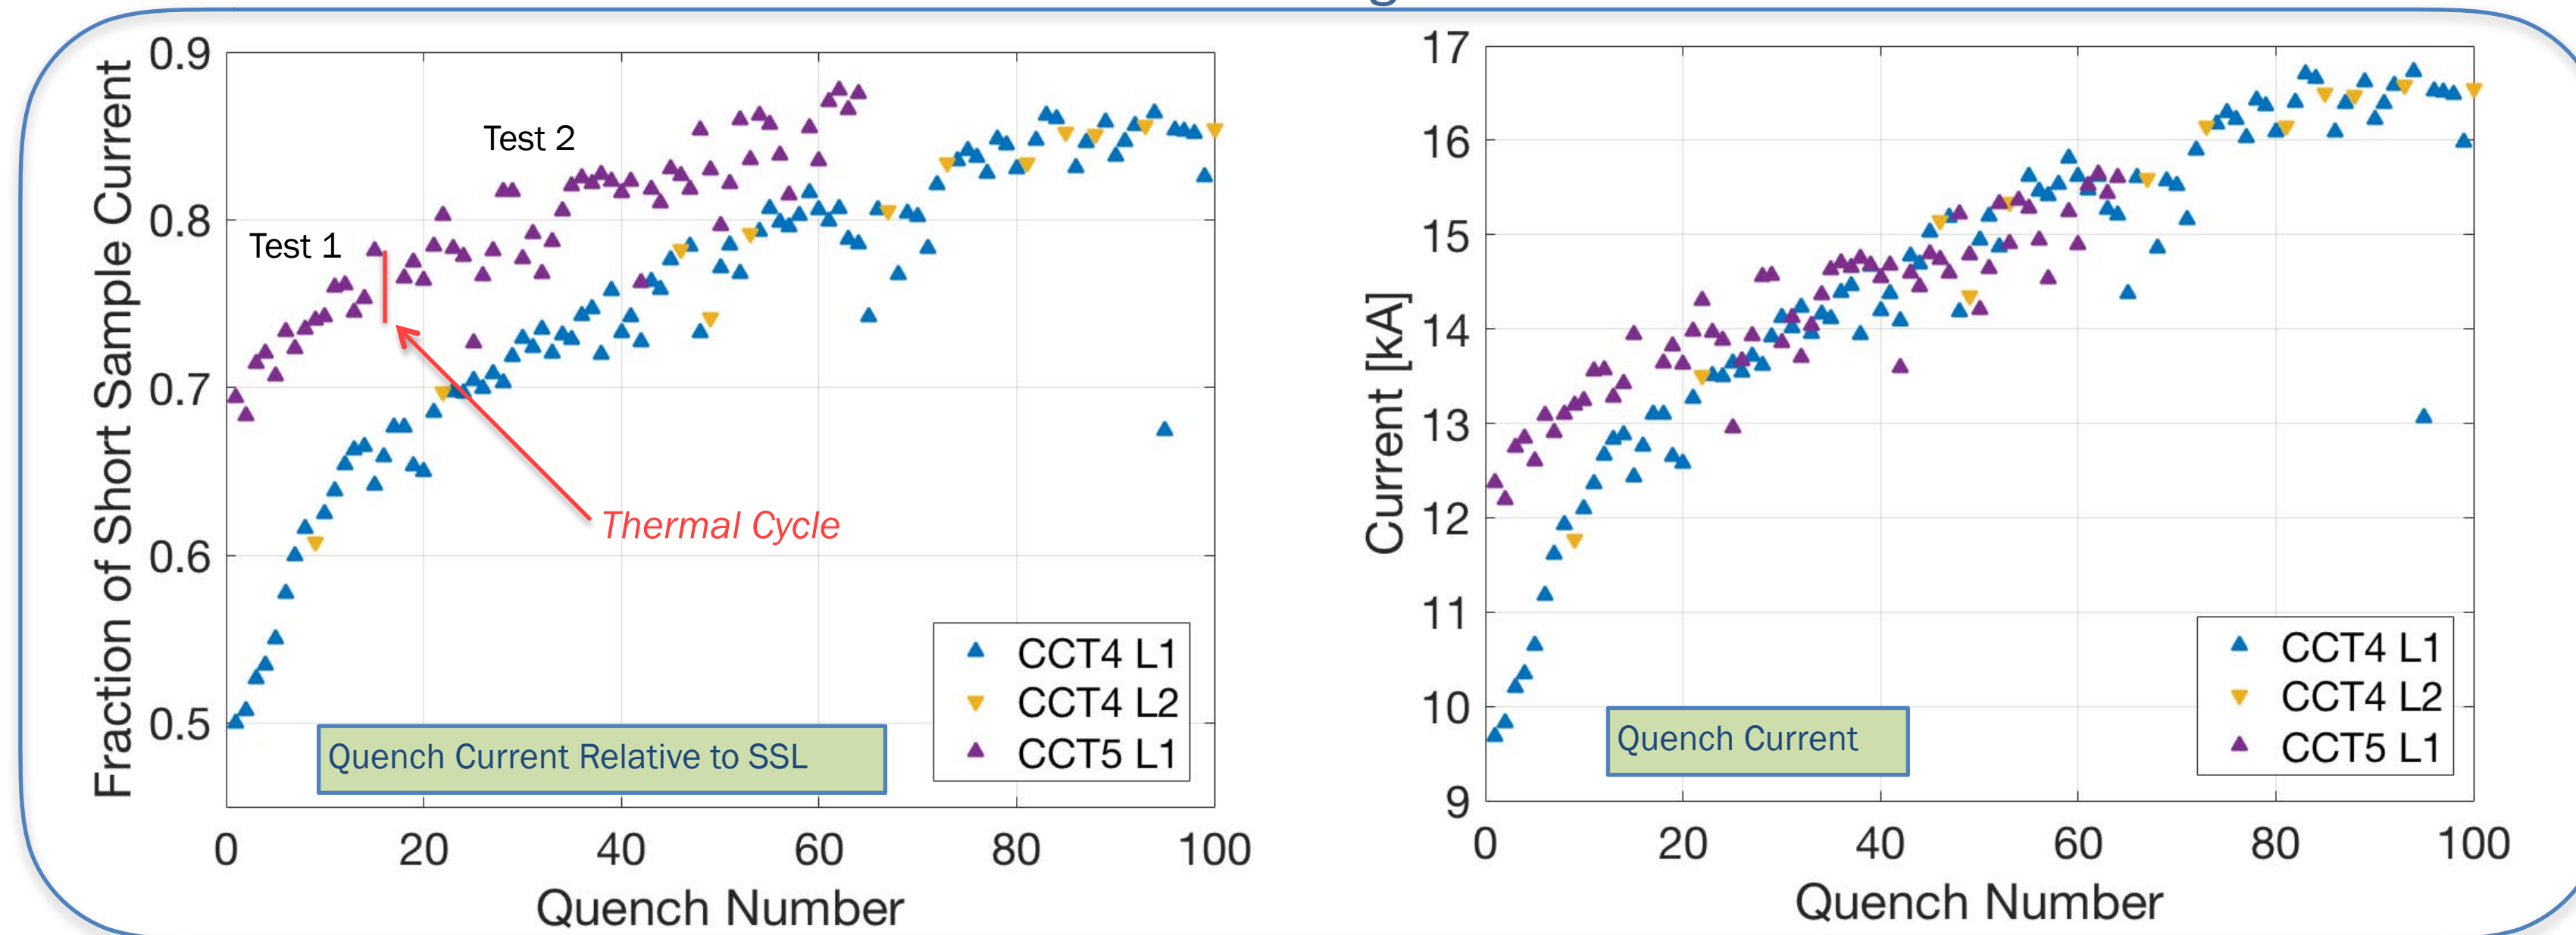 0.9
0.8
0.7
0.6
0.5
Fraction of Short Sample Current
Test 1
Test 2
Thermal Cycle
CCT4 L1
CCT4 L2
CCT5 L1
Quench Current Relative to SSL
0 20 40 60 80 100
Quench Number
17
16
15
14
13
12
11
10
9
Current [kA]
CCT4 L1
CCT4 L2
CCT5 L1
Quench Current
0 20 40 60 80 100
Quench Number